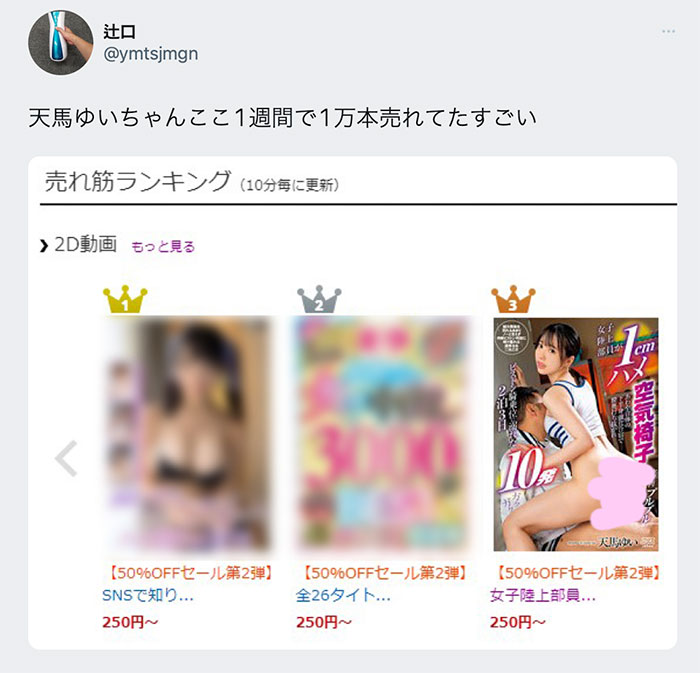 辻口
@ymtsjmgn
天馬ゆいちゃんここ1週間で1万本売れてたすごい
売れ筋ランキング (10分毎に更新)
2D動画 もっと見る
1
2
3
女子陸上部員が
1cm
ハメ
空気椅子
2泊3日
10発
天馬ゆい
【50%OFFセール第2弾】
SNSで知り...
250円～
【50%OFFセール第2弾】
全26タイト...
250円～
【50%OFFセール第2弾】
女子陸上部員...
250円～